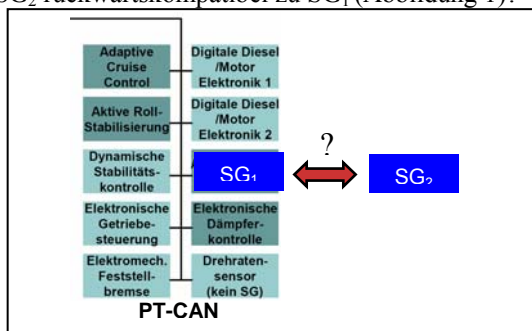 SG2 rückwärtskompatibel zu SG1 (Abbildung 1)?
Adaptive
Cruise
Control
Digitale Diesel
/Motor
Elektronik 1
Aktive Roll-
Stabilisierung
Digitale Diesel
/Motor
Elektronik 2
Dynamische
Stabilitäts-
kontrolle
SG1
?
SG2
Elektronische
Getriebe-
steuerung
Elektronische
Dämpfer-
kontrolle
Elektromech.
Feststell-
bremse
Drehraten-
sensor
(kein SG)
PT-CAN